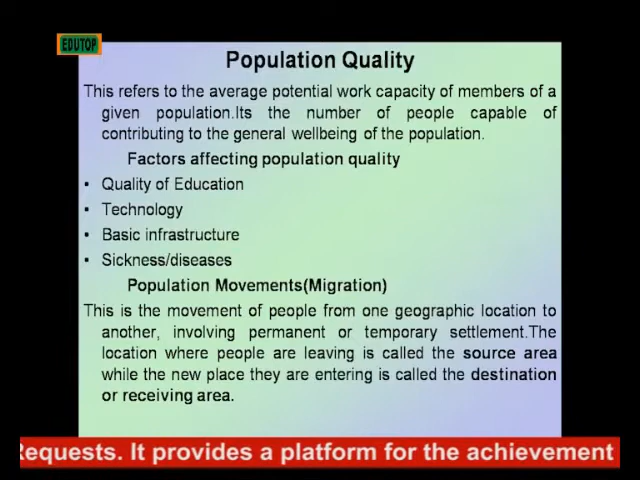 EDUTOP
Population Quality
This refers to the average potential work capacity of members of a
given population.Its the number of people capable of
contributing to the general wellbeing of the population.
Factors affecting population quality
• Quality of Education
• Technology
• Basic infrastructure
• Sickness/diseases
Population Movements(Migration)
This is the movement of people from one geographic location to
another, involving permanent or temporary settlement.The
location where people are leaving is called the source area
while the new place they are entering is called the destination
or receiving area.
Requests. It provides a platform for the achievement